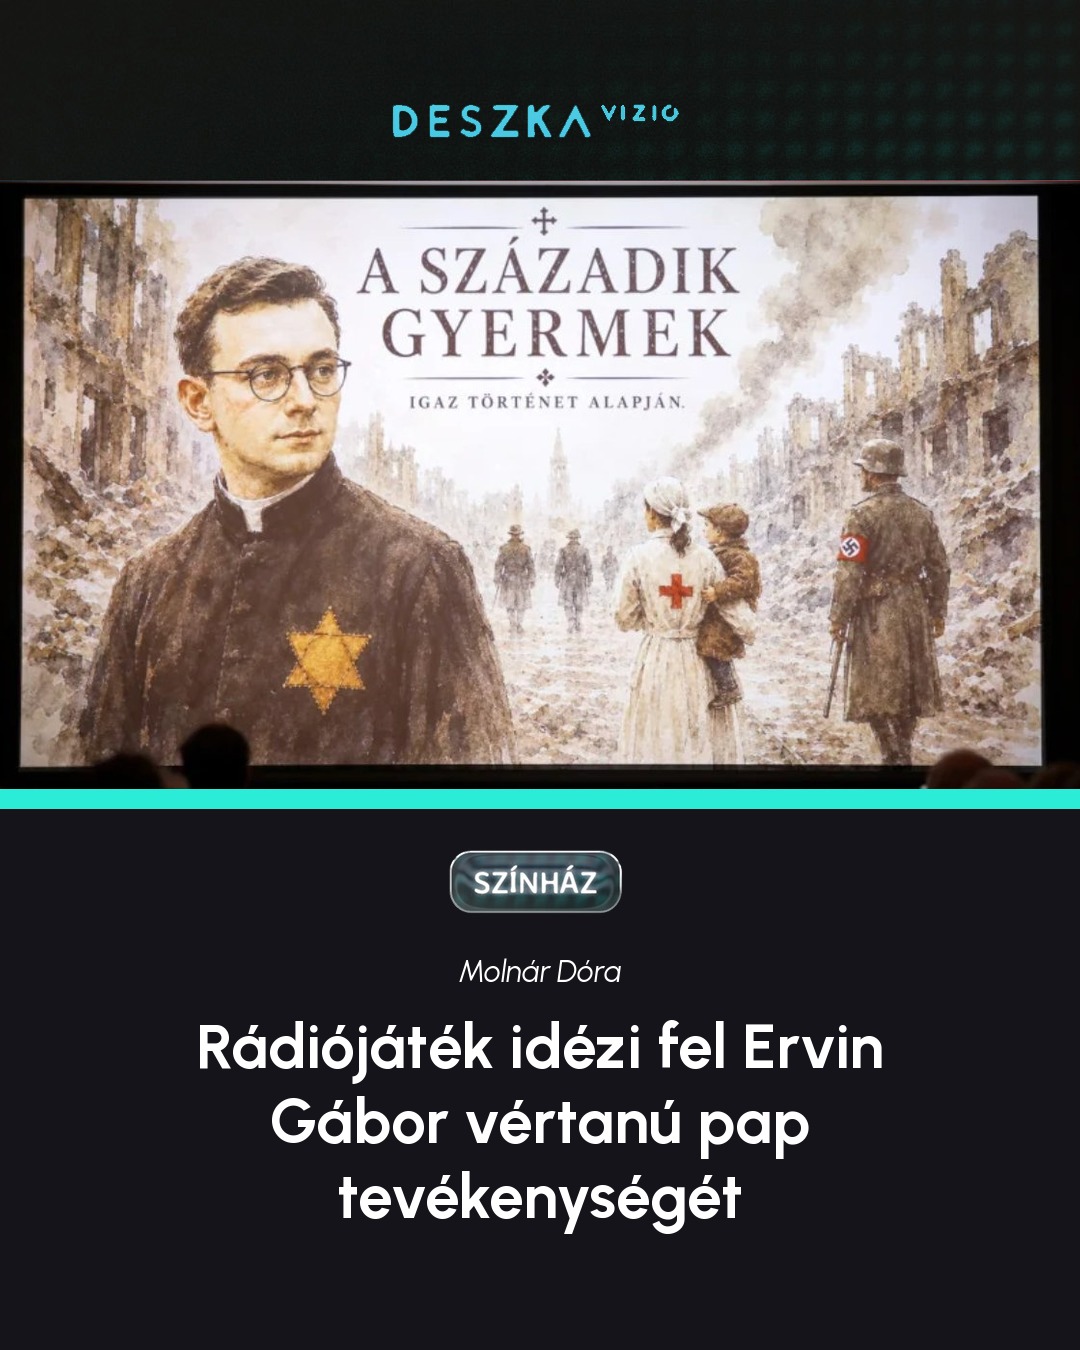 DESZKA VIZIO
A SZÁZADIK
GYERMEK
IGAZ TÖRTÉNET ALAPJÁN.
SZÍNHÁZ
Molnár Dóra
Rádiójáték idézi fel Ervin
Gábor vértanú pap
tevékenységét